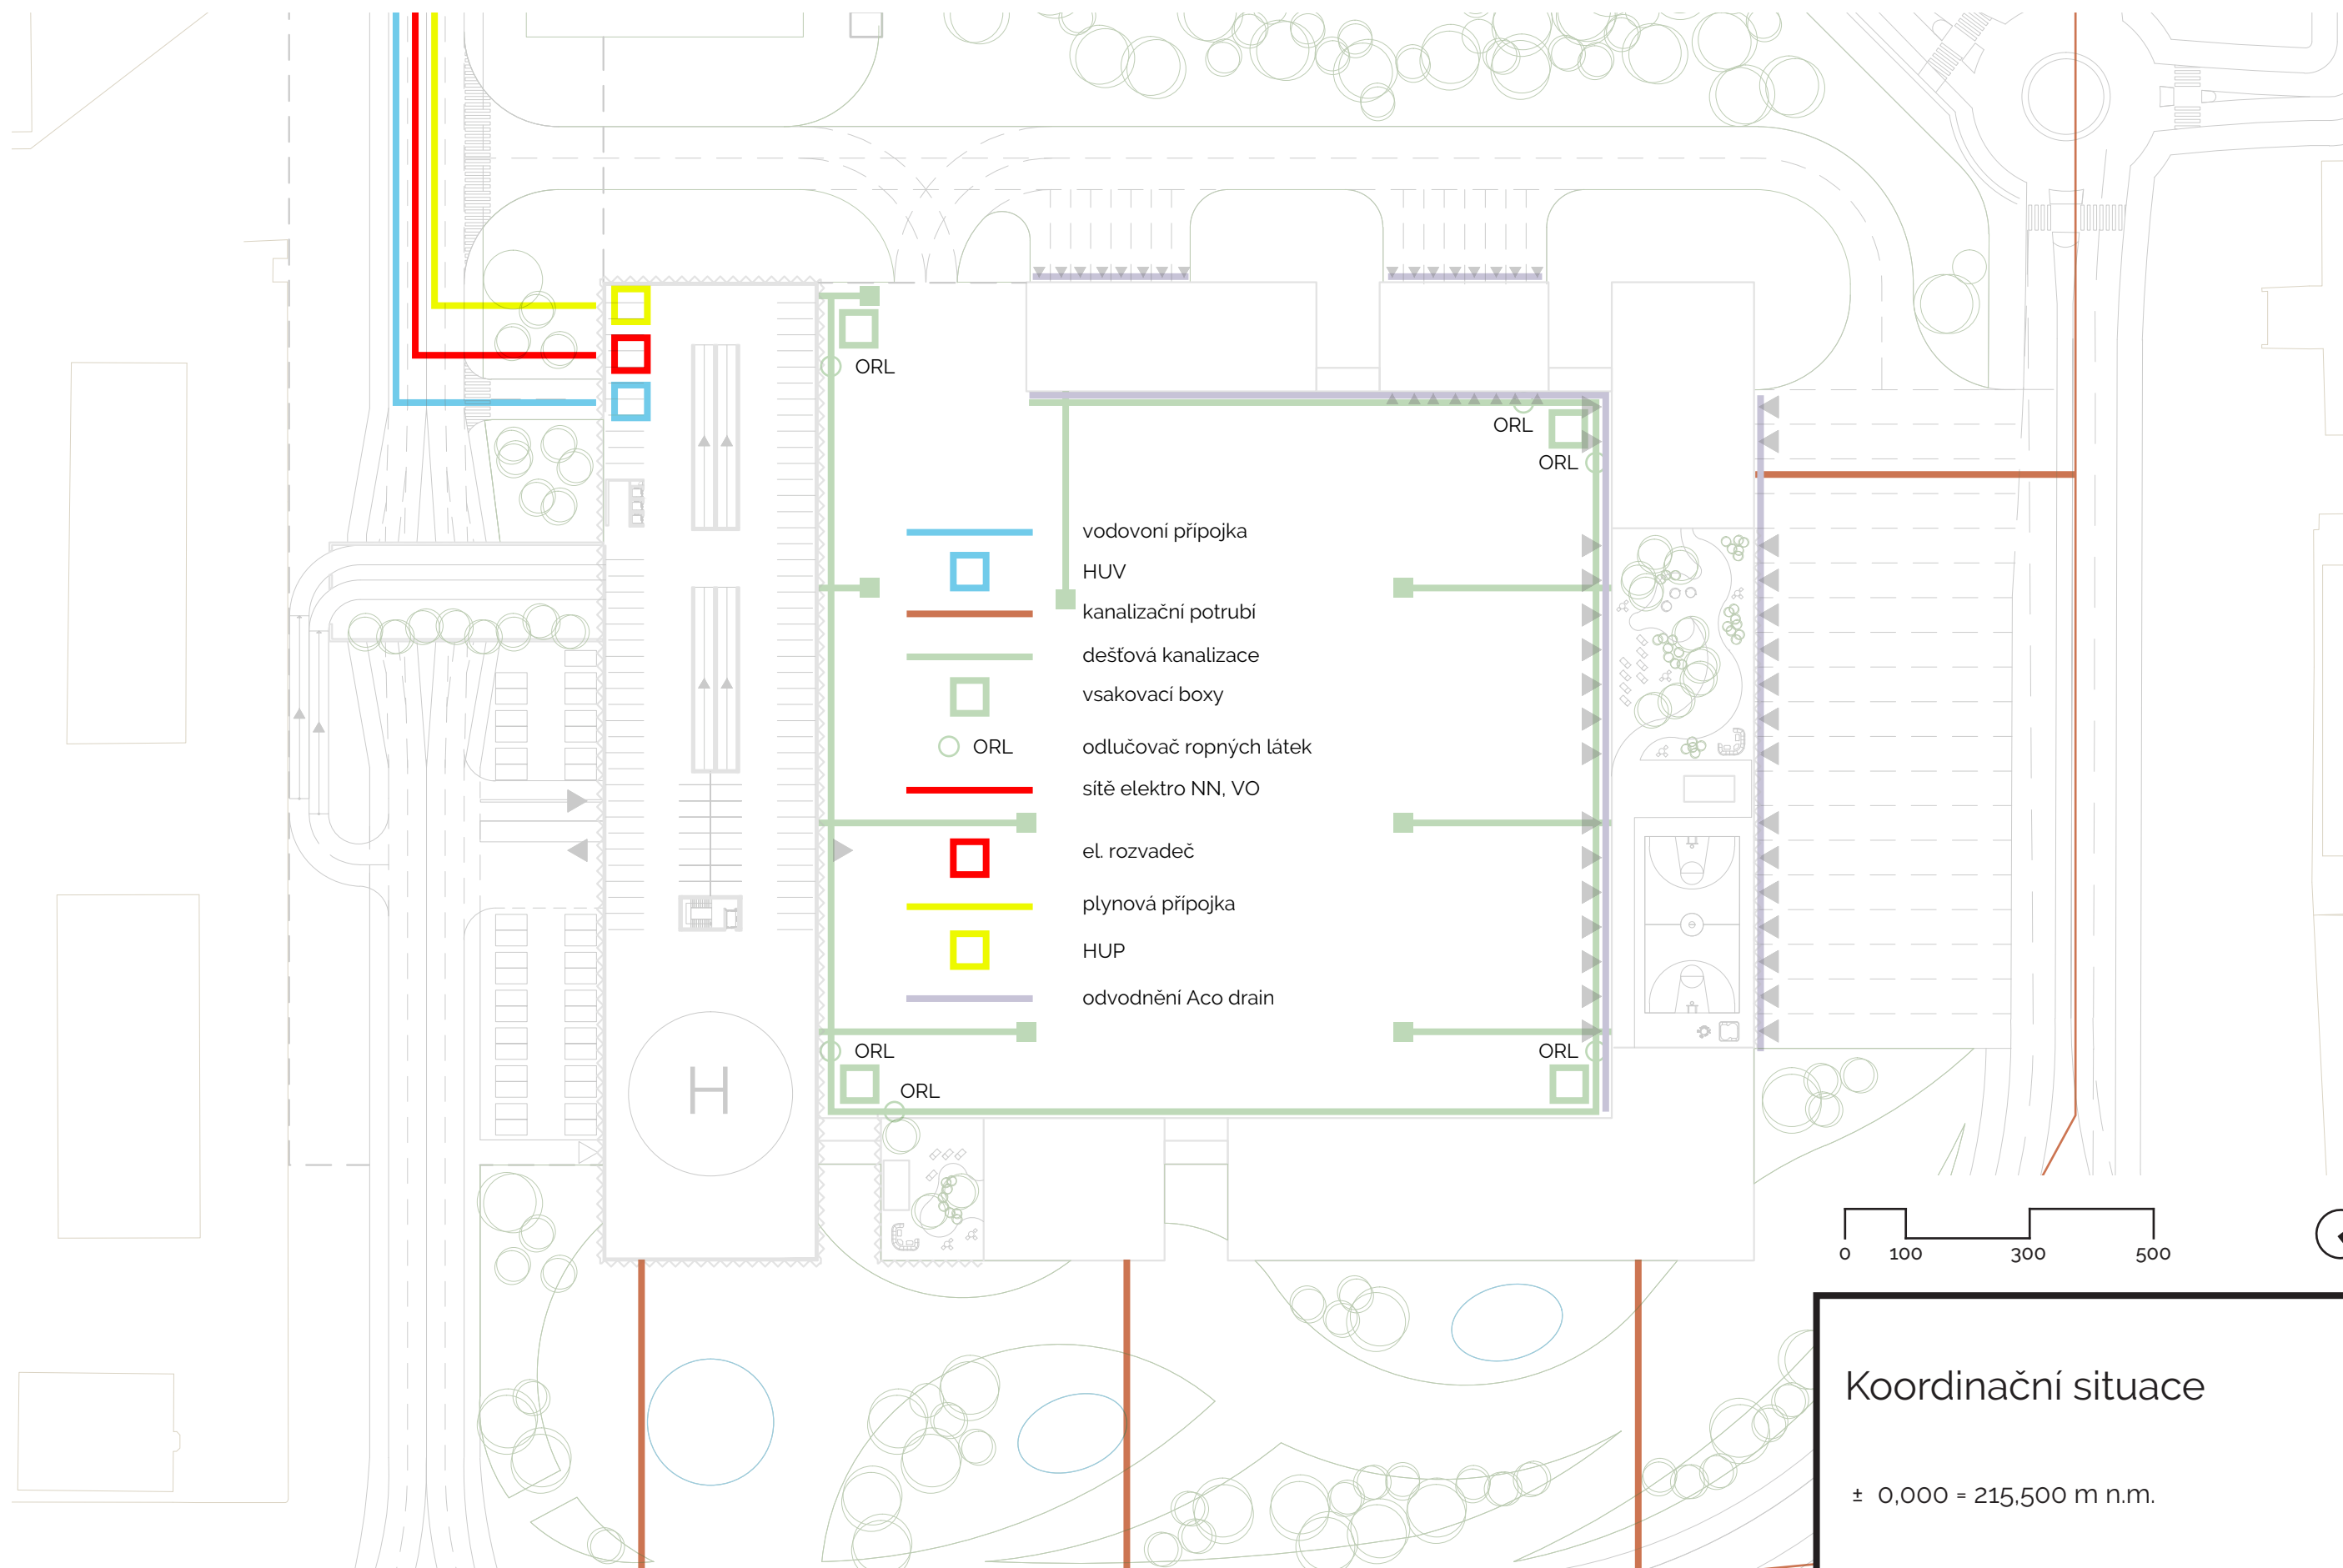 ORL
ORL
ORL
vodovoní přípojka
HUV
kanalizační potrubí
dešťová kanalizace
vsakovací boxy
ORL odlučovač ropných látek
sítě elektro NN, VO
el. rozvadeč
plynová přípojka
HUP
odvodnění Aco drain
ORL
ORL
ORL
H
0 100 300 500
Koordinační situace
± 0,000 = 215,500 m n.m.